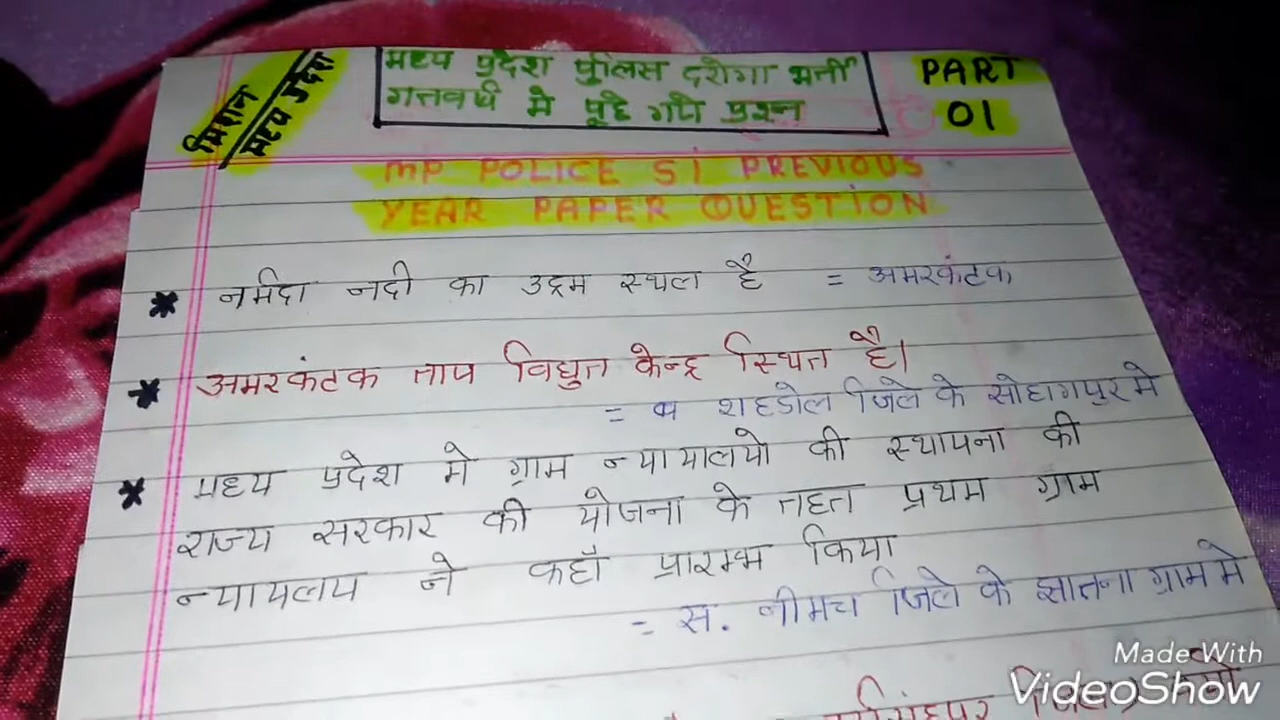 मिशन
मध्य प्रदेश
मध्य प्रदेश पुलिस दरोगा भर्ती
गतवर्ष मे पूछे गये प्रश्न
PART
01
MP POLICE SI PREVIOUS
YEAR PAPER QUESTION
* नर्मदा नदी का उद्गम स्थल है = अमरकंटक
* अमरकंटक ताप विधुत केन्द्र स्थित है।
= ब शहडोल जिले के सोहागपुर मे
* मध्य प्रदेश मे ग्राम न्यायालयो की स्थापना की
राज्य सरकार की योजना के तहत प्रथम ग्राम
न्यायलय ने कहाँ प्रारम्भ किया
= स. नीमच जिले के झातना ग्राम मे
Made With
VideoShow